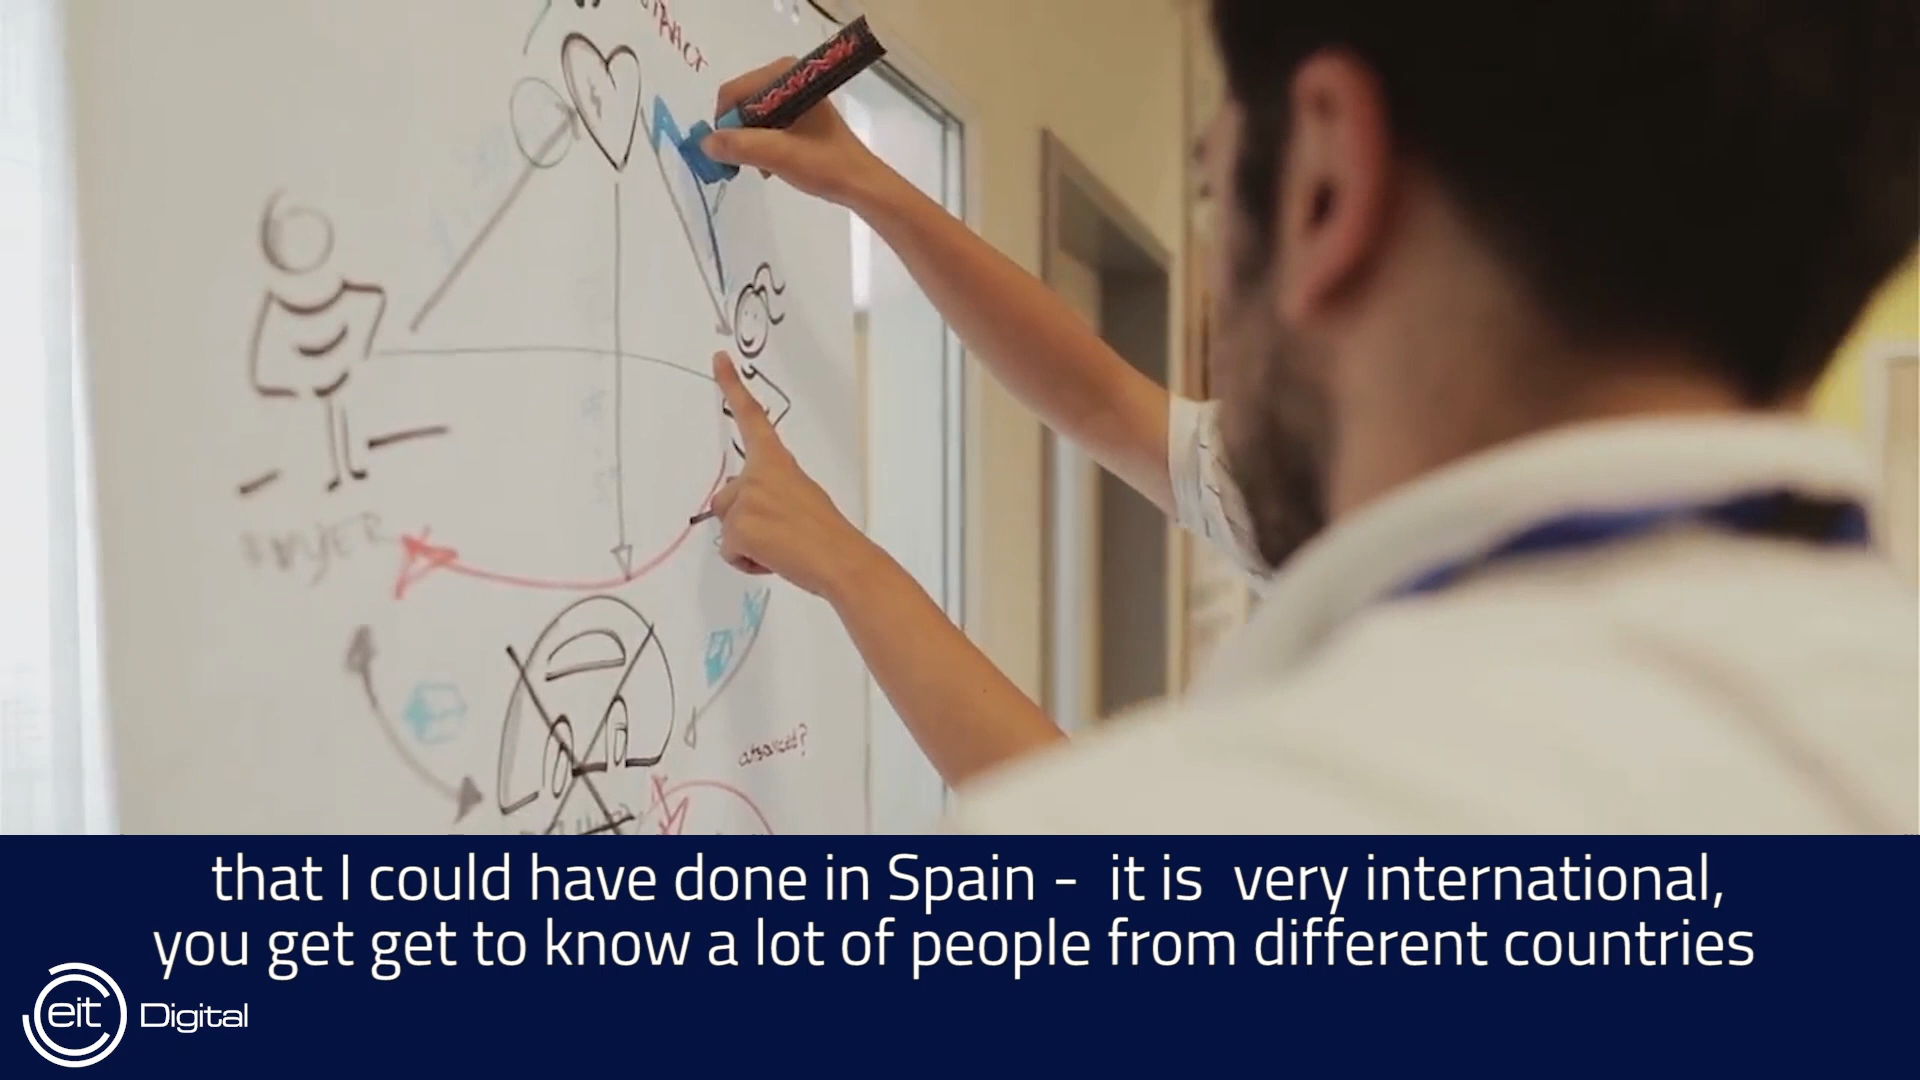 that I could have done in Spain - it is very international,
you get get to know a lot of people from different countries
eit Digital